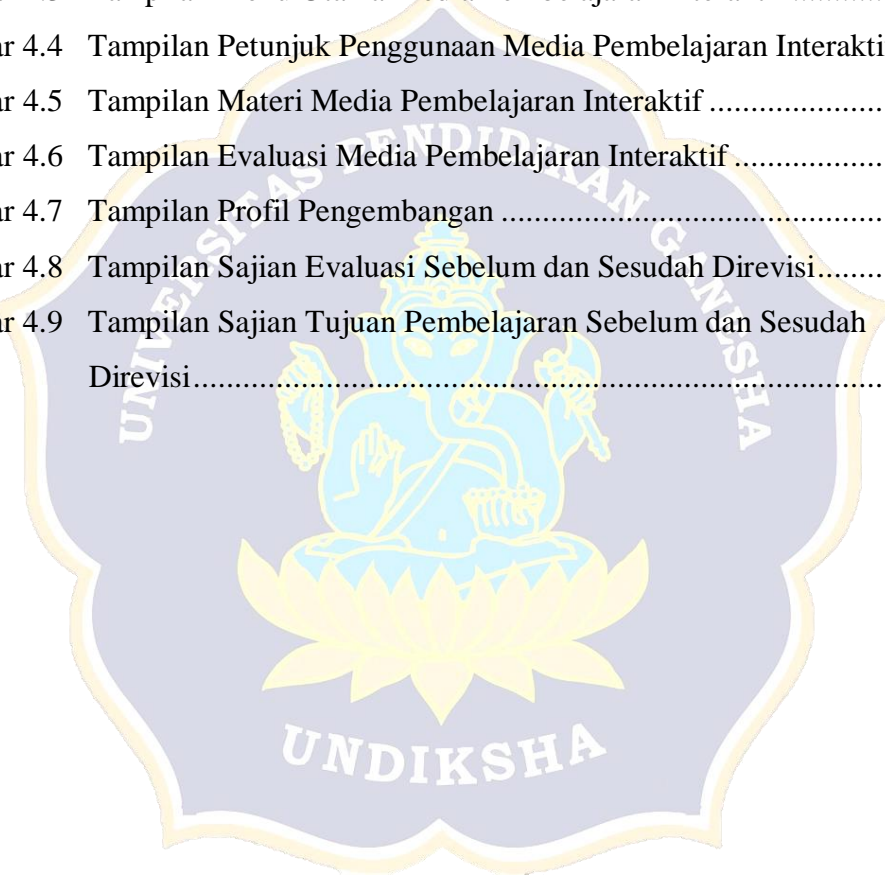 ar 4.4 Tampilan Petunjuk Penggunaan Media Pembelajaran Interakti
ar 4.5 Tampilan Materi Media Pembelajaran Interaktif ..................
ar 4.6 Tampilan Evaluasi Media Pembelajaran Interaktif ................
ar 4.7 Tampilan Profil Pengembangan ..............................................
ar 4.8 Tampilan Sajian Evaluasi Sebelum dan Sesudah Direvisi........
ar 4.9 Tampilan Sajian Tujuan Pembelajaran Sebelum dan Sesudah
Direvisi...................................................................................
UNIVERSITAS PENDIDIKAN GANESHA
UNDIKSHA